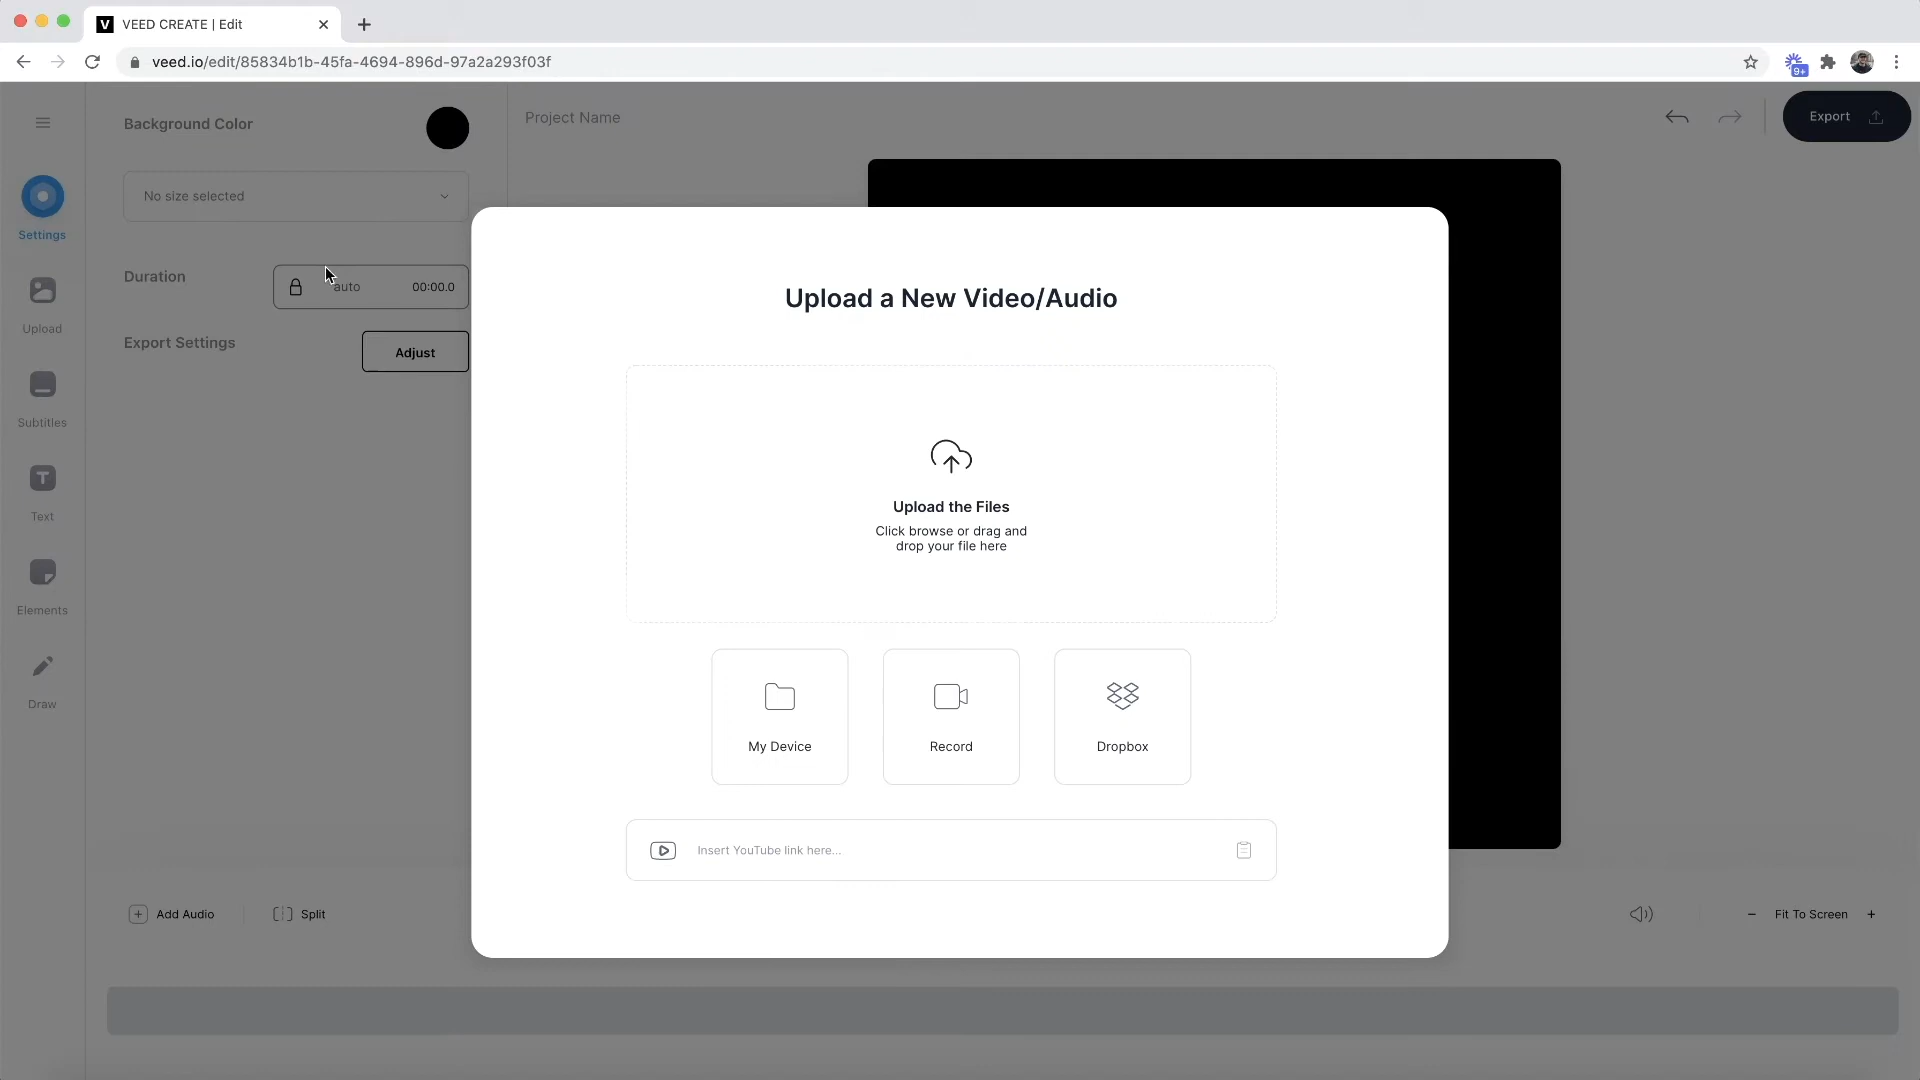 VEED CREATE | Edit
veed.io/edit/85834b1b-45fa-4694-896d-97a2a293f03f
9+
Background Color
Project Name
Export
No size selected
Settings
Duration
auto
00:00.0
Upload
Export Settings
Adjust
Subtitles
Text
Elements
Draw
Upload a New Video/Audio
Upload the Files
Click browse or drag and
drop your file here
My Device
Record
Dropbox
Insert YouTube link here...
Add Audio
Split
Fit To Screen